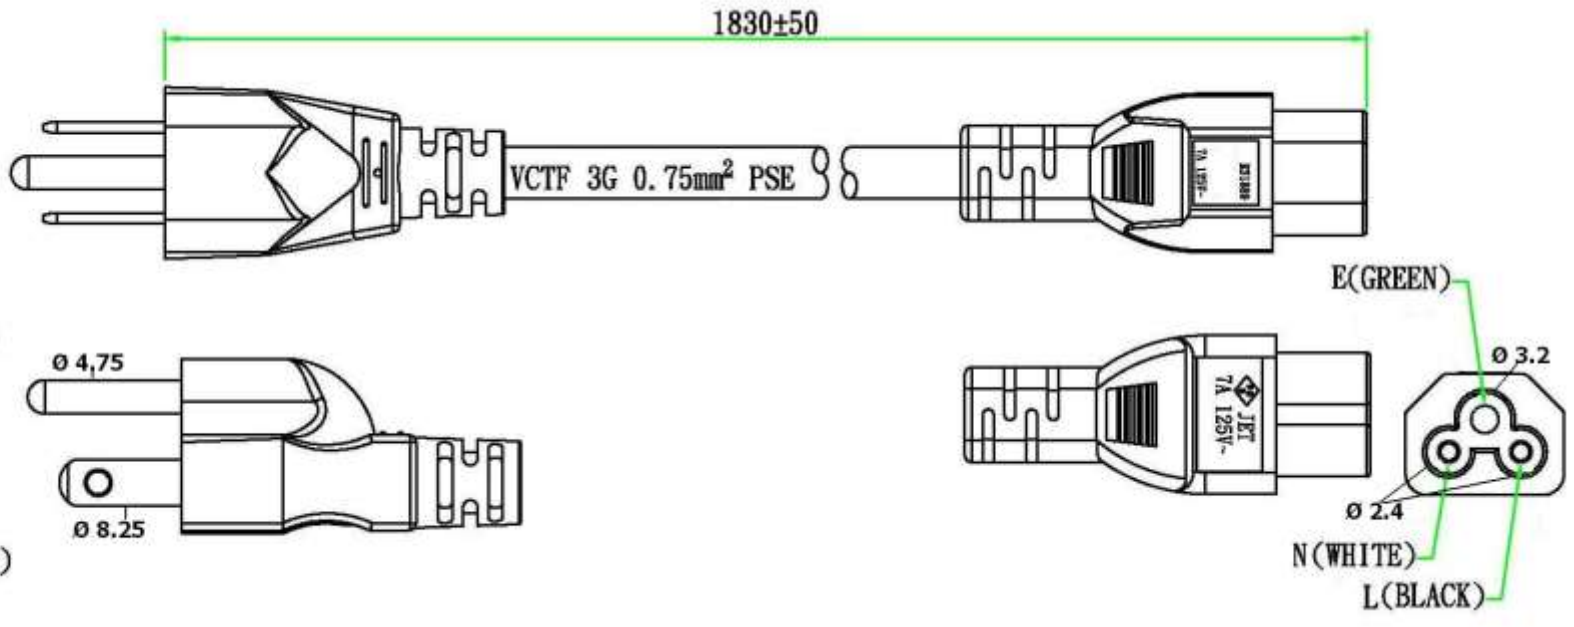 1830±50
VCTF 3G 0.75mm² PSE
7A 125V~
E(GREEN)
Ø 4,75
Ø 3.2
JET
7A 125V~
Ø 2.4
Ø 8.25
N(WHITE)
)
L(BLACK)